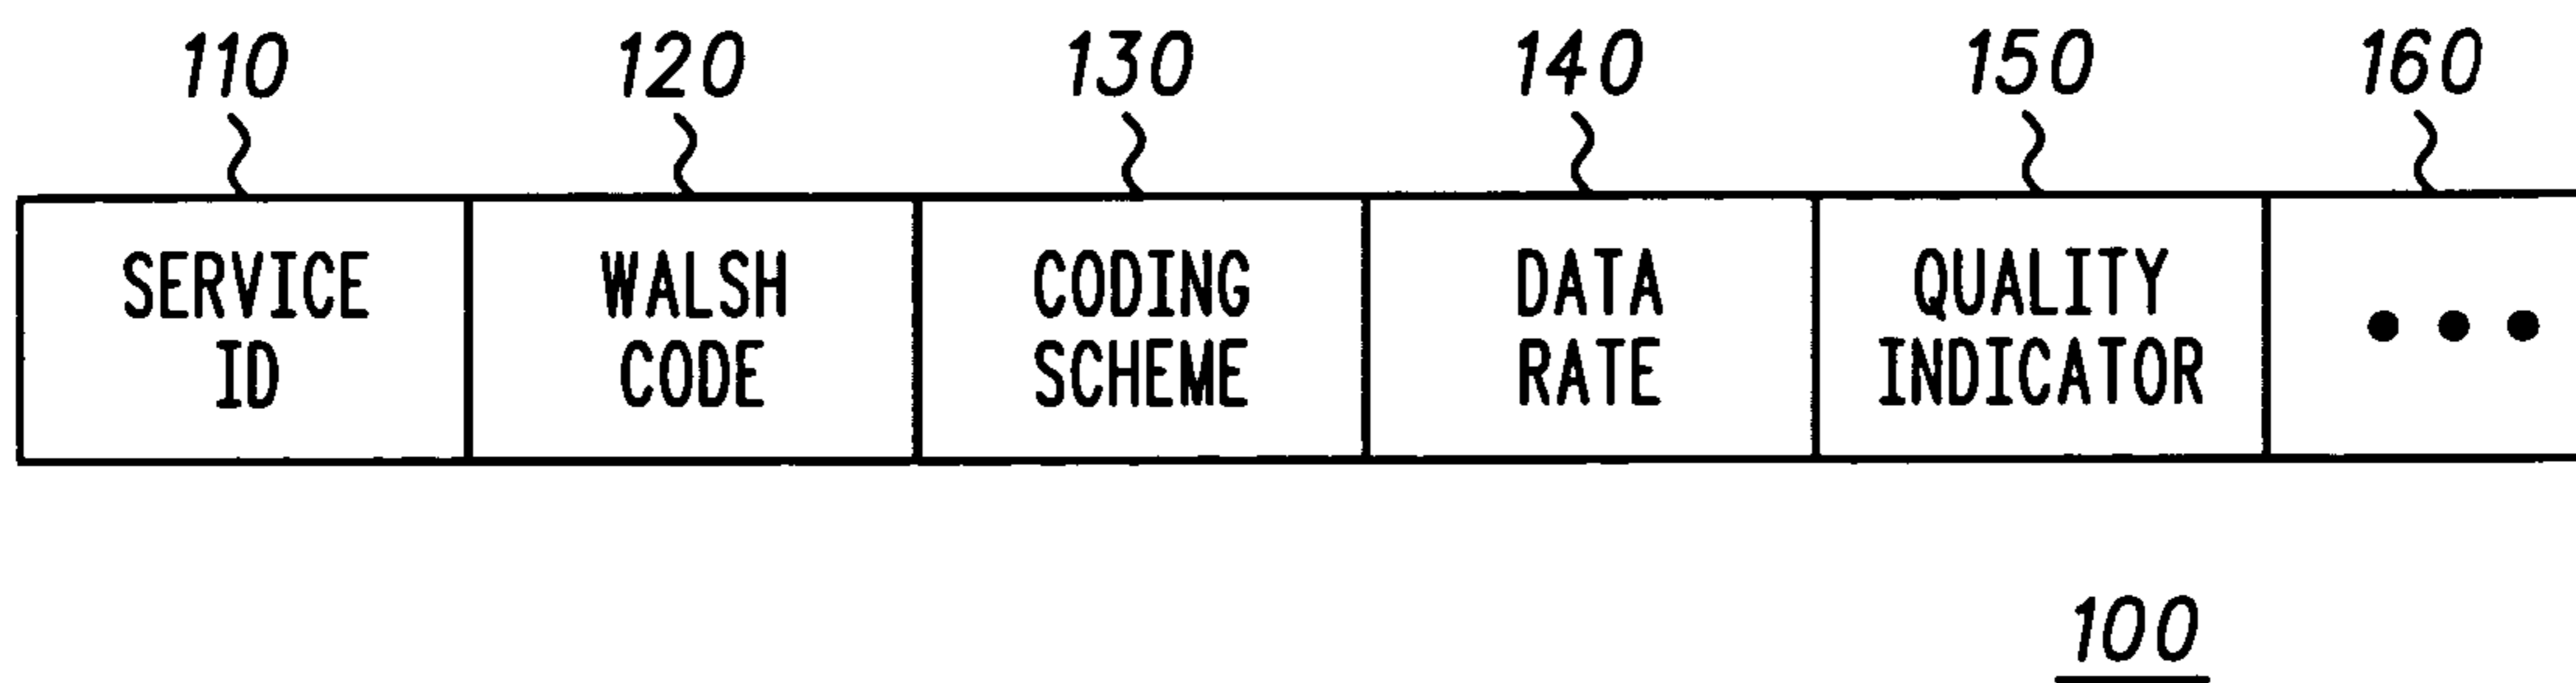 110 120 130 140 150 160
SERVICE ID
WALSH CODE
CODING SCHEME
DATA RATE
QUALITY INDICATOR
• • •
100